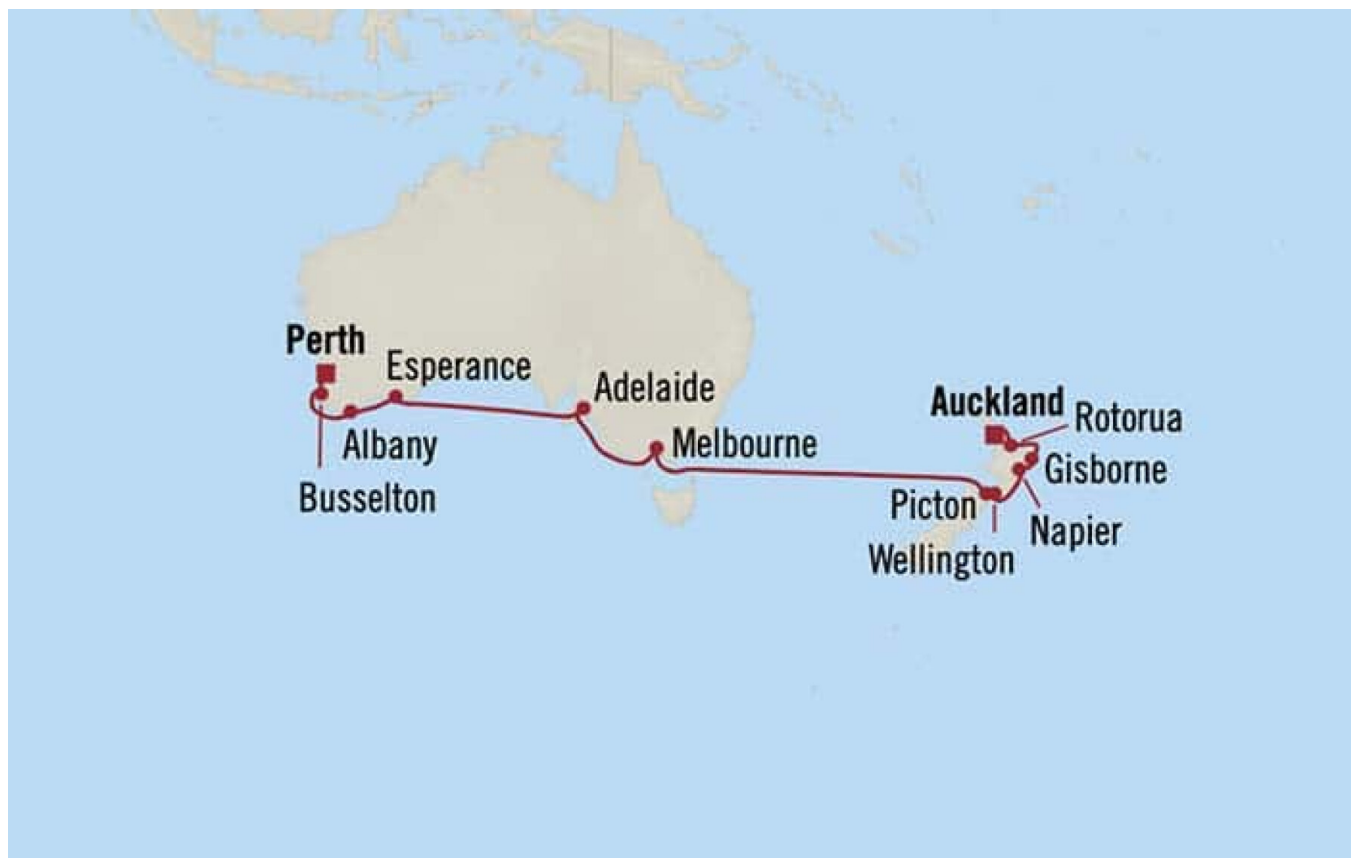 Perth
Esperance
Adelaide
Auckland
Rotorua
Albany
Melbourne
Gisborne
Busselton
Picton
Napier
Wellington